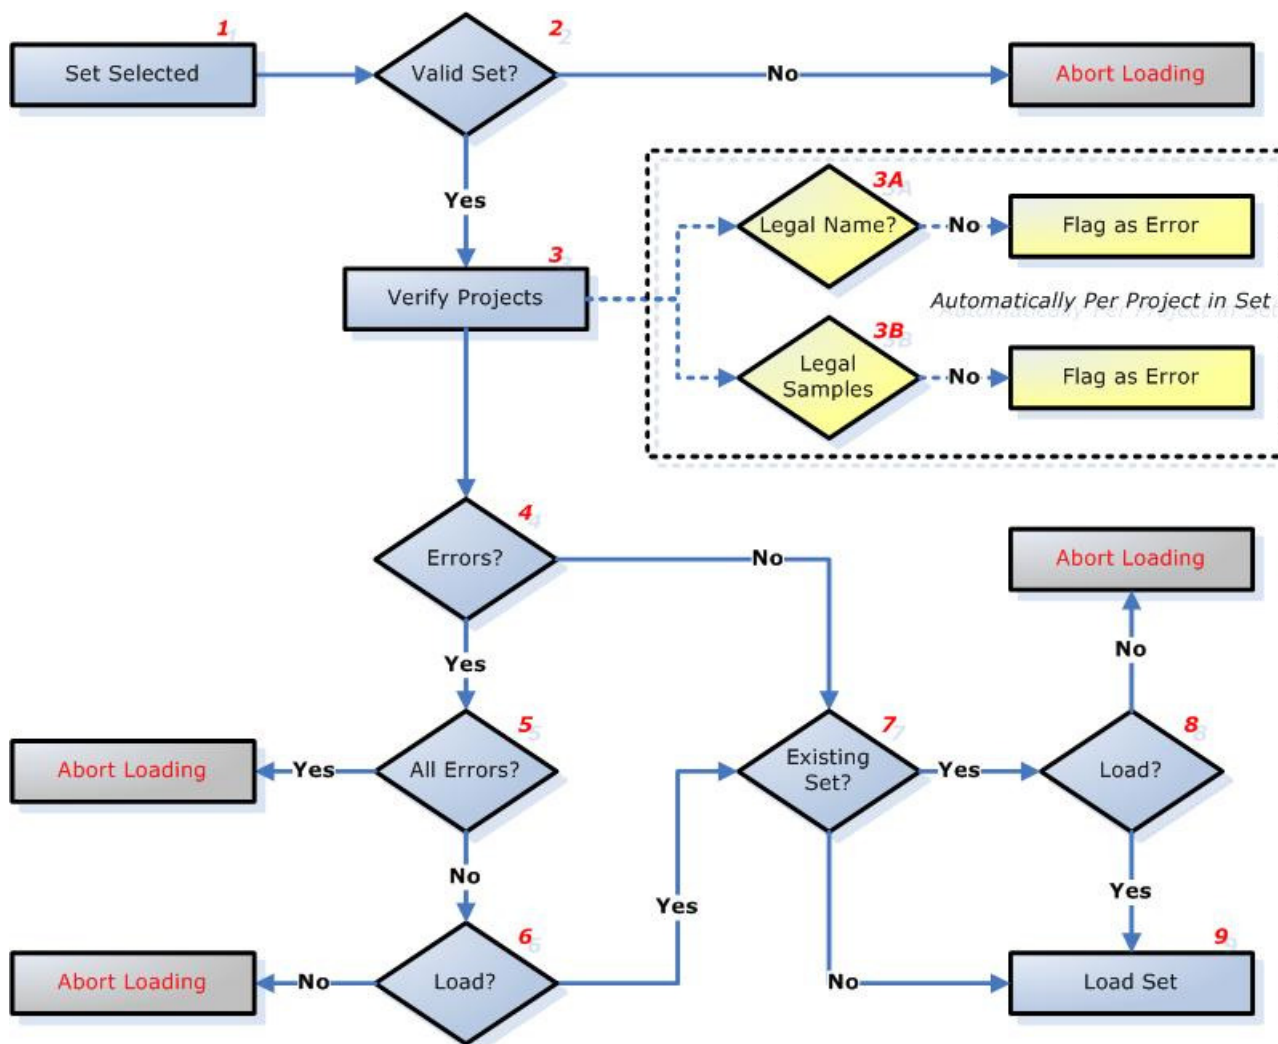 1
Set Selected
2
Valid Set?
No
Abort Loading
Yes
3
Verify Projects
3A
Legal Name?
No
Flag as Error
Automatically Per Project in Set
3B
Legal
Samples
No
Flag as Error
4
Errors?
No
Abort Loading
Yes
No
5
All Errors?
Yes
Abort Loading
7
Existing
Set?
Yes
8
Load?
No
Yes
Yes
6
Load?
No
Abort Loading
No
9
Load Set